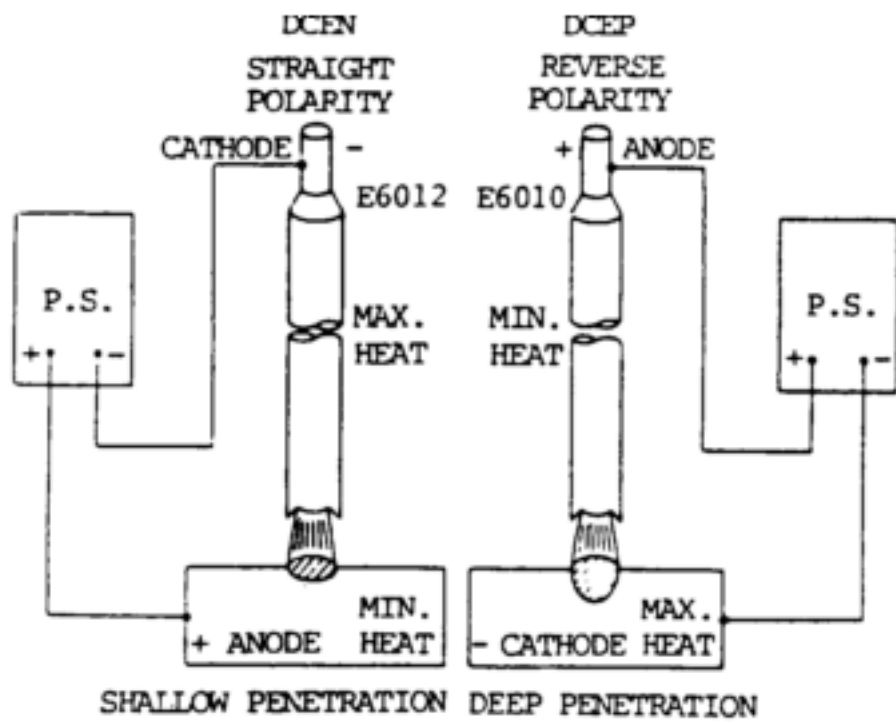 DCEN
STRAIGHT
POLARITY
CATHODE -
E6012
P.S.
+ -
MAX.
HEAT
MIN.
+ ANODE HEAT
SHALLOW PENETRATION
DCEP
REVERSE
POLARITY
+ ANODE
E6010
P.S.
+ -
MIN.
HEAT
MAX.
- CATHODE HEAT
DEEP PENETRATION